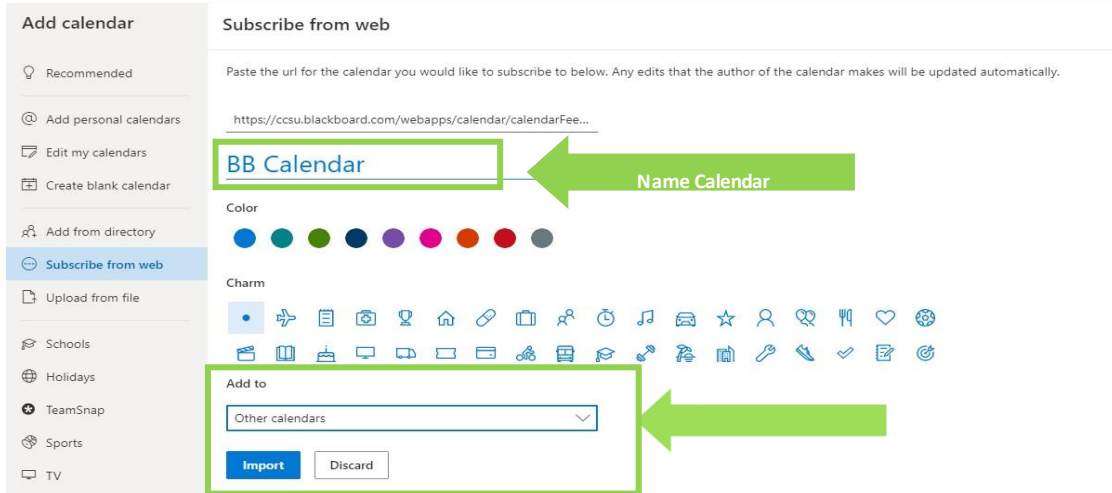 Add calendar
Recommended
Add personal calendars
Edit my calendars
Create blank calendar
Add from directory
Subscribe from web
Upload from file
Schools
Holidays
TeamSnap
Sports
TV
Subscribe from web
Paste the url for the calendar you would like to subscribe to below. Any edits that the author of the calendar makes will be updated automatically.
https://ccsu.blackboard.com/webapps/calendar/calendarFee...
BB Calendar
Name Calendar
Color
Charm
Add to
Other calendars
Import Discard